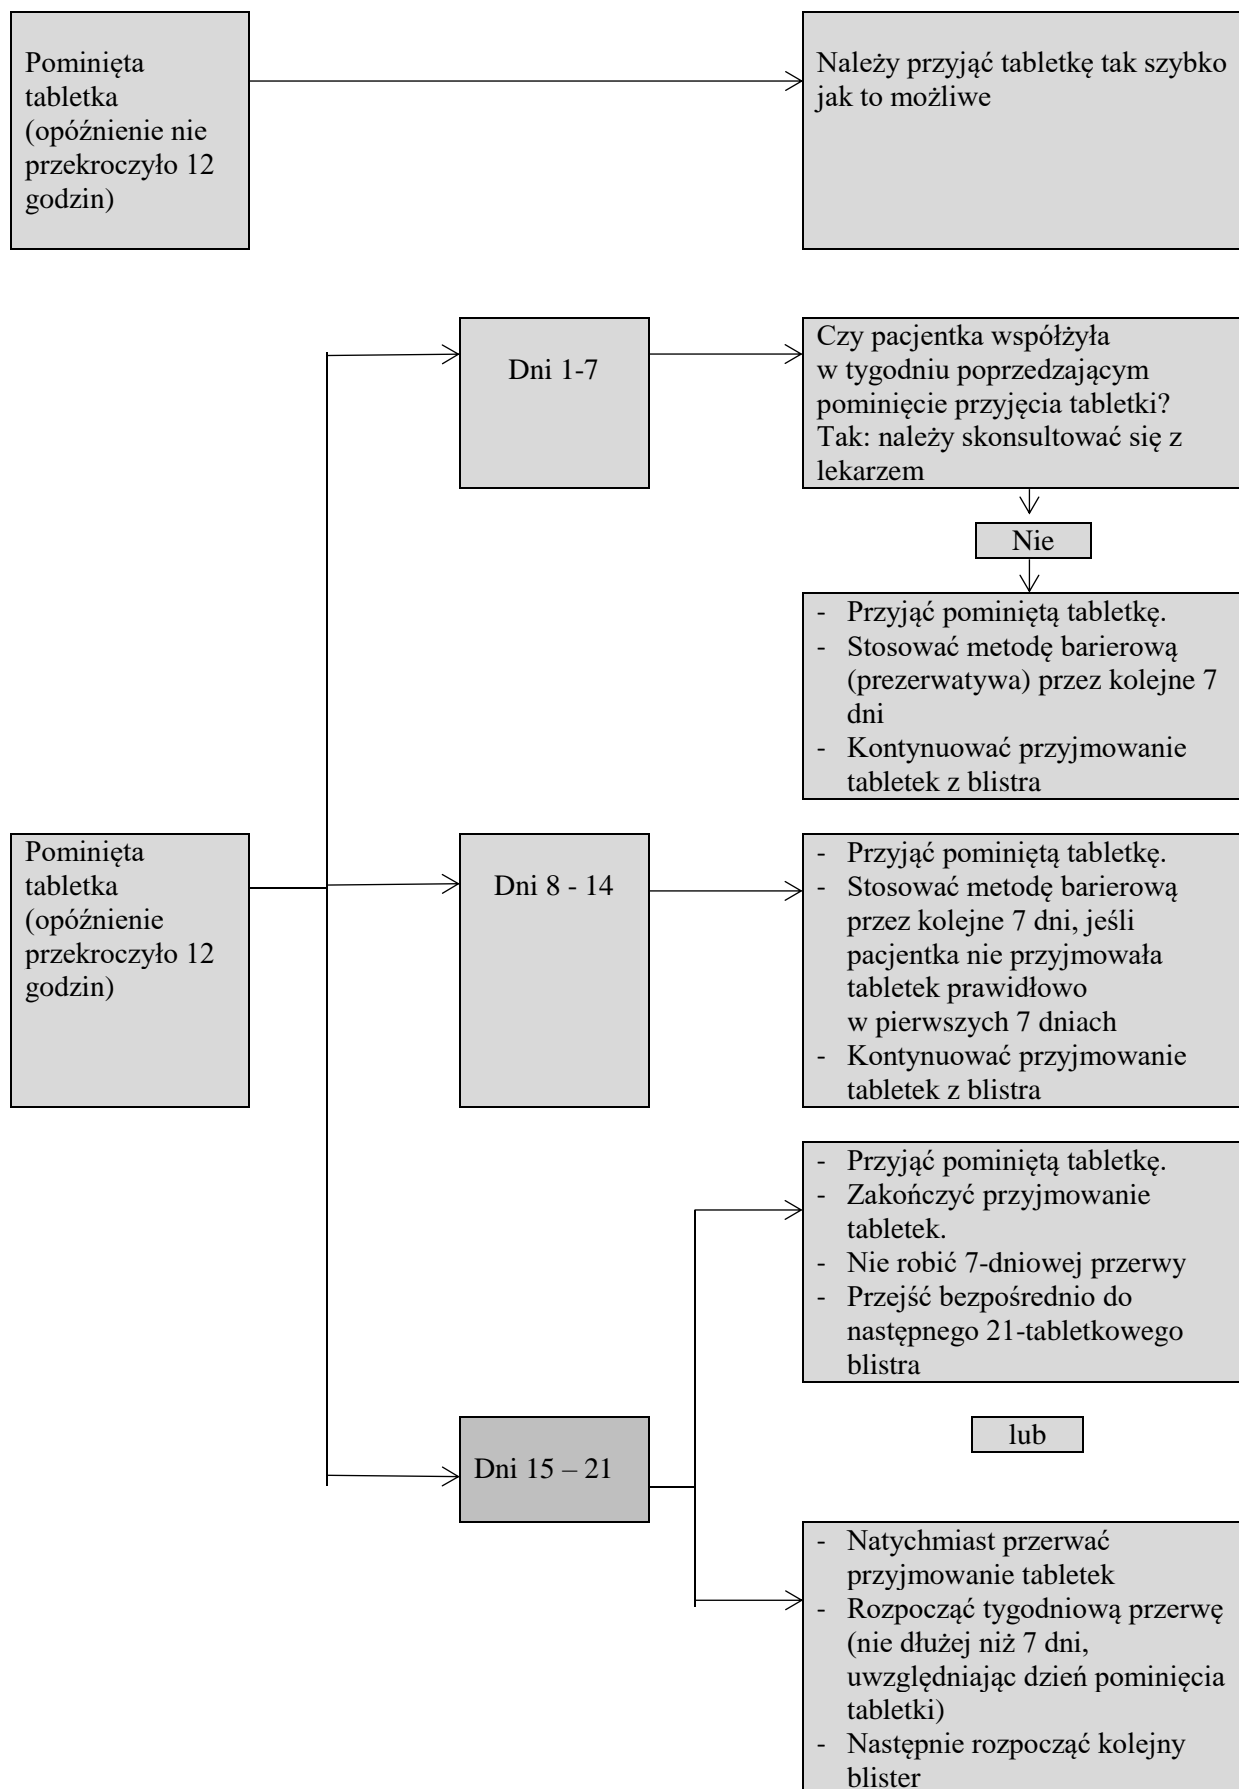 Pominięta
tabletka
(opóźnienie nie
przekroczyło 12
godzin)
Należy przyjąć tabletkę tak szybko
jak to możliwe
Dni 1-7
Czy pacjentka współżyła
w tygodniu poprzedzającym
pominięcie przyjęcia tabletki?
Tak: należy skonsultować się z
lekarzem
Nie
- Przyjąć pominiętą tabletkę.
- Stosować metodę barierową
(prezerwatywa) przez kolejne 7
dni
- Kontynuować przyjmowanie
tabletek z blistra
Pominięta
tabletka
(opóźnienie
przekroczyło 12
godzin)
Dni 8 - 14
- Przyjąć pominiętą tabletkę.
- Stosować metodę barierową
przez kolejne 7 dni, jeśli
pacjentka nie przyjmowała
tabletek prawidłowo
w pierwszych 7 dniach
- Kontynuować przyjmowanie
tabletek z blistra
Dni 15 – 21
- Przyjąć pominiętą tabletkę.
- Zakończyć przyjmowanie
tabletek.
- Nie robić 7-dniowej przerwy
- Przejść bezpośrednio do
następnego 21-tabletkowego
blistra
lub
- Natychmiast przerwać
przyjmowanie tabletek
- Rozpocząć tygodniową przerwę
(nie dłużej niż 7 dni,
uwzględniając dzień pominięcia
tabletki)
- Następnie rozpocząć kolejny
blister